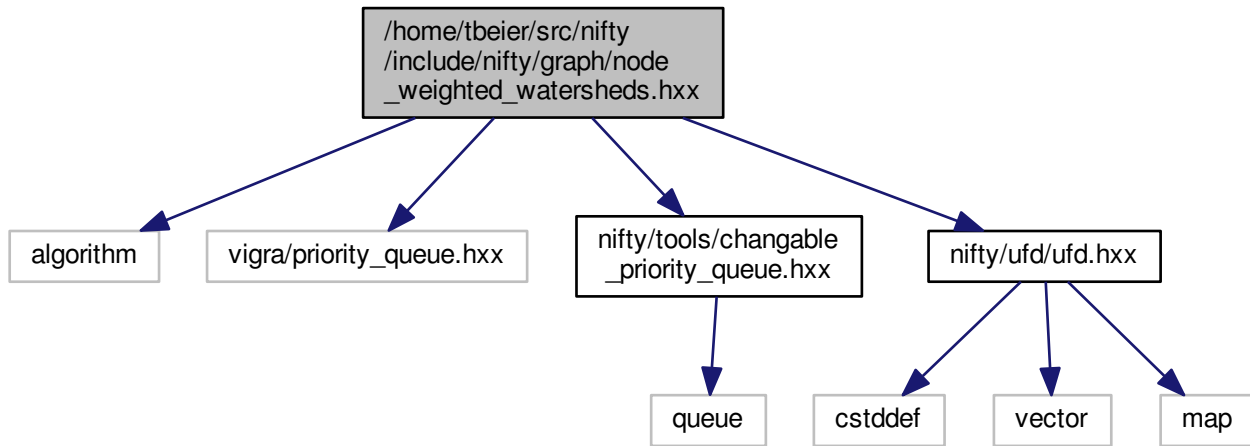 /home/tbeier/src/nifty
/include/nifty/graph/node
_weighted_watersheds.hxx
algorithm
vigra/priority_queue.hxx
nifty/tools/changable
_priority_queue.hxx
nifty/ufd/ufd.hxx
queue
cstddef
vector
map